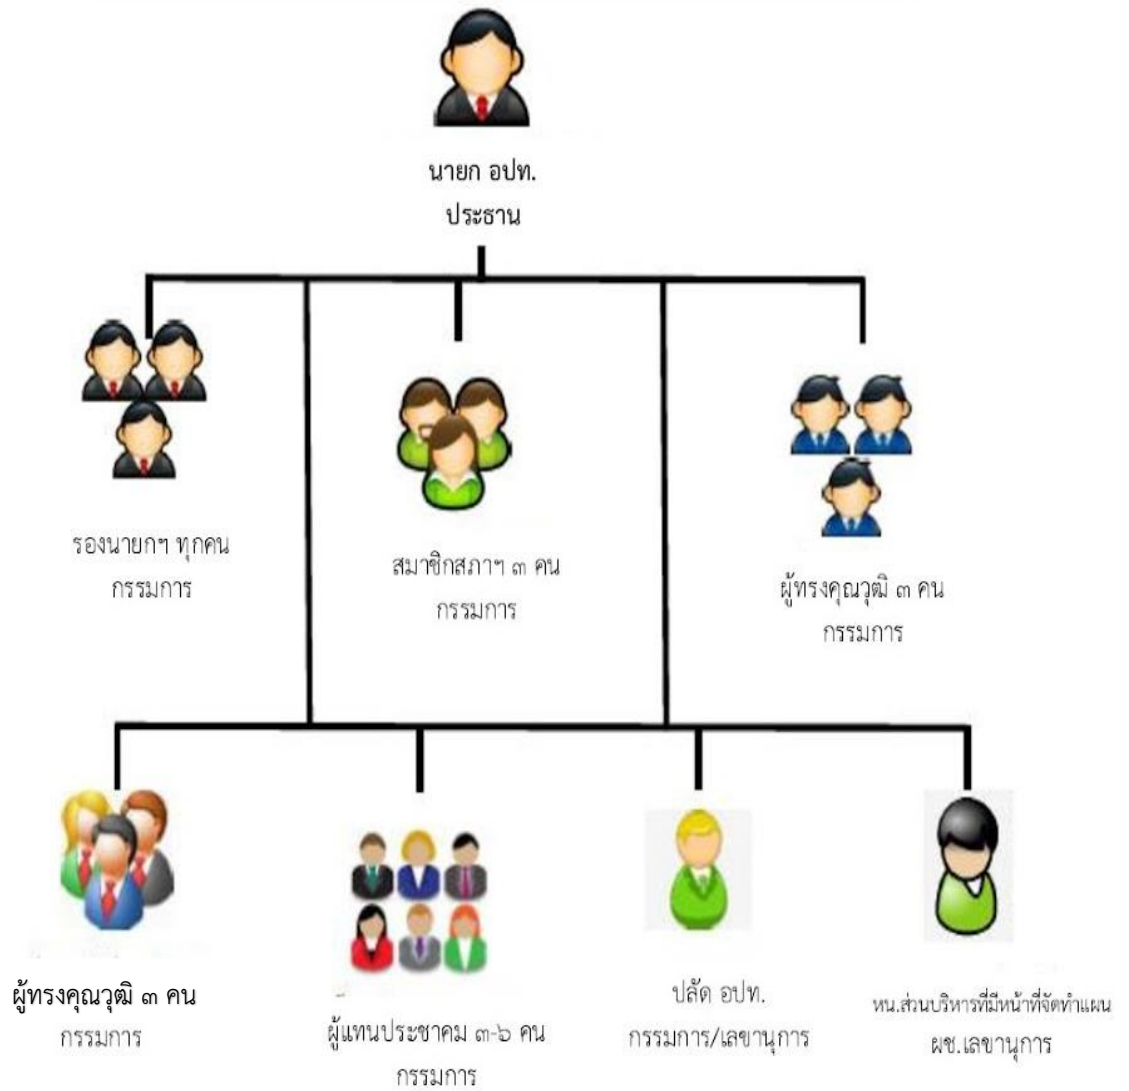 นายก อปท.
ประธาน
รองนายกฯ ทุกคน
กรรมการ
สมาชิกสภาฯ ๓ คน
กรรมการ
ผู้ทรงคุณวุฒิ ๓ คน
กรรมการ
ผู้ทรงคุณวุฒิ ๓ คน
กรรมการ
ผู้แทนประชาคม ๓-๖ คน
กรรมการ
ปลัด อปท.
กรรมการ/เลขานุการ
หน.ส่วนบริหารที่มีหน้าที่จัดทำแผน
ผช.เลขานุการ